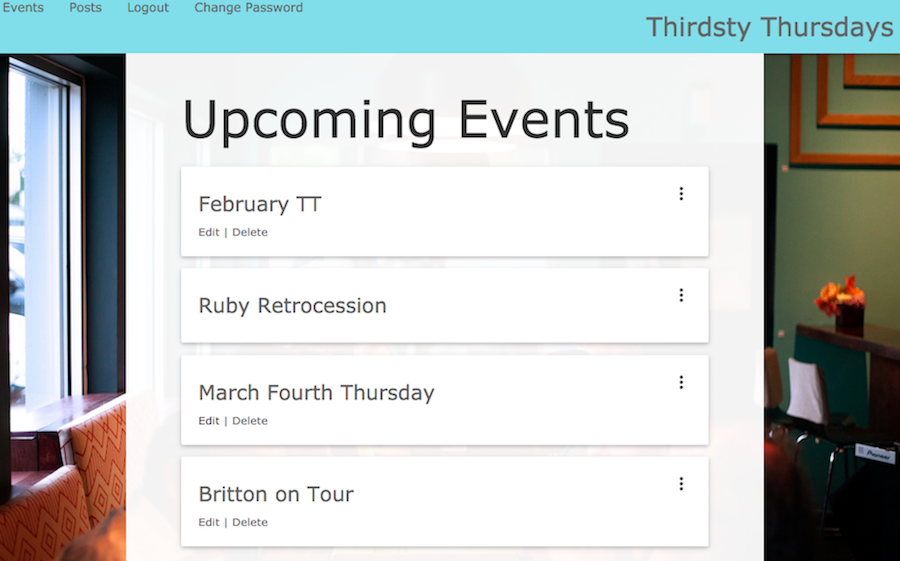 Events Posts Logout Change Password
Thirdsty Thursdays
Upcoming Events
February TT
Edit | Delete
Ruby Retrocession
March Fourth Thursday
Edit | Delete
Britton on Tour
Edit | Delete
Pioneer